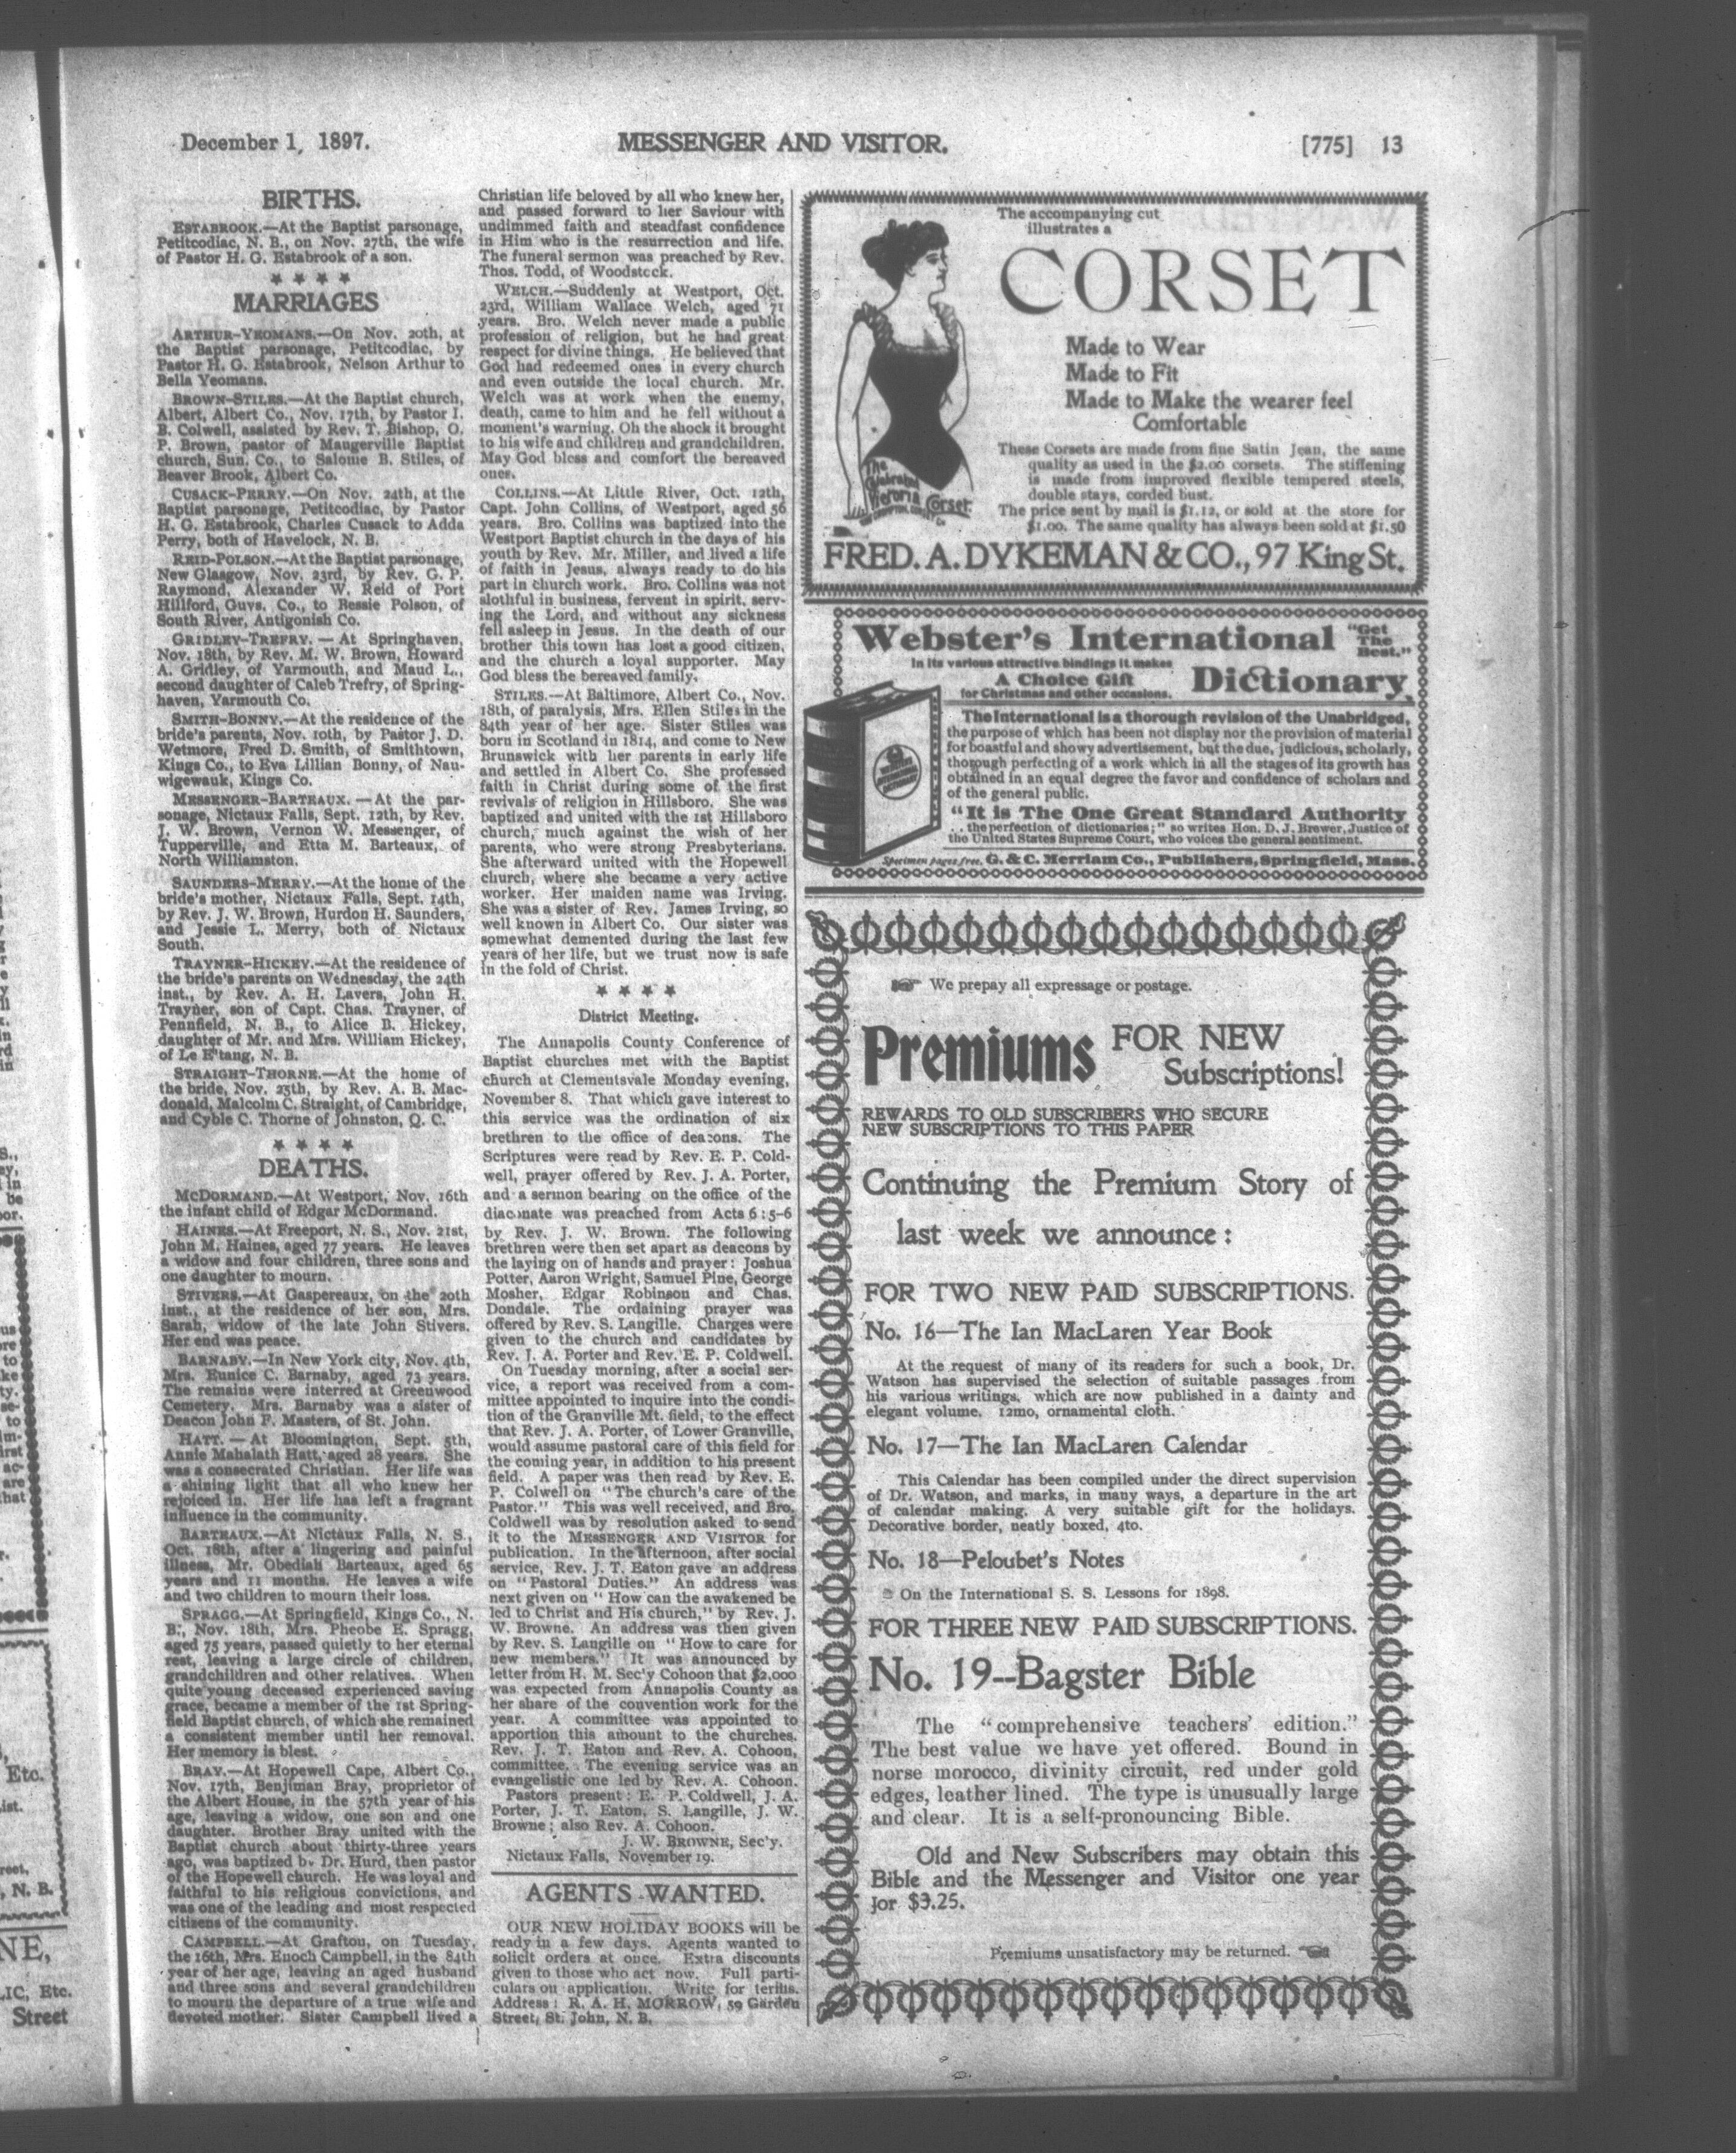 December 1, 1897.
MESSENGER AND VISITOR.
[775] 13
BIRTHS.
ESTABROOK.—At the Baptist parsonage,
Petitcodiac, N. B., on Nov. 27th, the wife
of Pastor H. G. Estabrook of a son.
MARRIAGES
ARTHUR-YEOMANS.—On Nov. 20th, at
the Baptist parsonage, Petitcodiac, by
Pastor H. G. Estabrook, Nelson Arthur to
Bella Yeomans.
BROWN-STILES.—At the Baptist church,
Albert, Albert Co., Nov. 17th, by Pastor I.
B. Colwell, assisted by Rev. T. Bishop, O.
P. Brown, pastor of Maugerville Baptist
church, Sun. Co., to Salome B. Stiles, of
Beaver Brook, Albert Co.
CUSACK-PERRY.—On Nov. 24th, at the
Baptist parsonage, Petitcodiac, by Pastor
H. G. Estabrook, Charles Cusack to Adda
Perry, both of Havelock, N. B.
REID-POLSON.—At the Baptist parsonage,
New Glasgow, Nov. 23rd, by Rev. G. P.
Raymond, Alexander W. Reid of Port
Hillford, Guys. Co., to Bessie Polson, of
South River, Antigonish Co.
GRIDLEY-TREFRY. — At Springhaven,
Nov. 18th, by Rev. M. W. Brown, Howard
A. Gridley, of Yarmouth, and Maud L.,
second daughter of Caleb Trefry, of Spring-
haven, Yarmouth Co.
SMITH-BONNY.—At the residence of the
bride's parents, Nov. 10th, by Pastor J. D.
Wetmore, Fred D. Smith, of Smithtown,
Kings Co., to Eva Lillian Bonny, of Nau-
wigewauk, Kings Co.
MESSENGER-BARTEAUX. — At the par-
sonage, Nictaux Falls, Sept. 12th, by Rev.
J. W. Brown, Vernon W. Messenger, of
Tupperville, and Etta M. Barteaux, of
North Williamston.
SAUNDERS-MERRY.—At the home of the
bride's mother, Nictaux Falls, Sept. 14th,
by Rev. J. W. Brown, Hurdon H. Saunders,
and Jessie L. Merry, both of Nictaux
South.
TRAYNER-HICKEY.—At the residence of
the bride's parents on Wednesday, the 24th
inst., by Rev. A. H. Lavers, John H.
Trayner, son of Capt. Chas. Trayner, of
Pennfield, N. B., to Alice B. Hickey,
daughter of Mr. and Mrs. William Hickey,
of Le E'tang, N. B.
STRAIGHT-THORNE.—At the home of
the bride, Nov. 25th, by Rev. A. B. Mac-
donald, Malcolm C. Straight, of Cambridge,
and Cyble C. Thorne of Johnston, Q. C.
DEATHS.
MCDORMAND.—At Westport, Nov. 16th
the infant child of Edgar McDormand.
HAINES.—At Freeport, N. S., Nov. 21st,
John M. Haines, aged 77 years. He leaves
a widow and four children, three sons and
one daughter to mourn.
STIVERS.—At Gaspereaux, on the 20th
inst., at the residence of her son, Mrs.
Sarah, widow of the late John Stivers.
Her end was peace.
BARNABY.—In New York city, Nov. 4th,
Mrs. Eunice C. Barnaby, aged 73 years.
The remains were interred at Greenwood
Cemetery. Mrs. Barnaby was a sister of
Deacon John F. Masters, of St. John.
HATT. — At Bloomington, Sept. 5th,
Annie Mahalath Hatt, aged 28 years. She
was a consecrated Christian. Her life was
a shining light that all who knew her
rejoiced in. Her life has left a fragrant
influence in the community.
BARTEAUX.—At Nictaux Falls, N. S.,
Oct. 18th, after a lingering and painful
illness, Mr. Obediah Barteaux, aged 65
years and 11 months. He leaves a wife
and two children to mourn their loss.
SPRAGG.—At Springfield, Kings Co., N.
B., Nov. 18th, Mrs. Pheobe E. Spragg,
aged 75 years, passed quietly to her eternal
rest, leaving a large circle of children,
grandchildren and other relatives. When
quite young deceased experienced saving
grace, became a member of the 1st Spring-
field Baptist church, of which she remained
a consistent member until her removal.
Her memory is blest.
BRAY.—At Hopewell Cape, Albert Co.,
Nov. 17th, Benjiman Bray, proprietor of
the Albert House, in the 57th year of his
age, leaving a widow, one son and one
daughter. Brother Bray united with the
Baptist church about thirty-three years
ago, was baptized by Dr. Hurd, then pastor
of the Hopewell church. He was loyal and
faithful to his religious convictions, and
was one of the leading and most respected
citizens of the community.
CAMPBELL.—At Grafton, on Tuesday,
the 16th, Mrs. Enoch Campbell, in the 84th
year of her age, leaving an aged husband
and three sons and several grandchildren
to mourn the departure of a true wife and
devoted mother. Sister Campbell lived a
Christian life beloved by all who knew her,
and passed forward to her Saviour with
undimmed faith and steadfast confidence
in Him who is the resurrection and life.
The funeral sermon was preached by Rev.
Thos. Todd, of Woodstock.
WELCH.—Suddenly at Westport, Oct.
23rd, William Wallace Welch, aged 71
years. Bro. Welch never made a public
profession of religion, but he had great
respect for divine things. He believed that
God had redeemed ones in every church
and even outside the local church. Mr.
Welch was at work when the enemy,
death, came to him and he fell without a
moment's warning. Oh the shock it brought
to his wife and children and grandchildren.
May God bless and comfort the bereaved
ones.
COLLINS.—At Little River, Oct. 12th,
Capt. John Collins, of Westport, aged 56
years. Bro. Collins was baptized into the
Westport Baptist church in the days of his
youth by Rev. Mr. Miller, and lived a life
of faith in Jesus, always ready to do his
part in church work. Bro. Collins was not
slothful in business, fervent in spirit, serv-
ing the Lord, and without any sickness
fell asleep in Jesus. In the death of our
brother this town has lost a good citizen,
and the church a loyal supporter. May
God bless the bereaved family.
STILES.—At Baltimore, Albert Co., Nov.
18th, of paralysis, Mrs. Ellen Stiles in the
84th year of her age. Sister Stiles was
born in Scotland in 1814, and come to New
Brunswick with her parents in early life
and settled in Albert Co. She professed
faith in Christ during some of the first
revivals of religion in Hillsboro. She was
baptized and united with the 1st Hillsboro
church, much against the wish of her
parents, who were strong Presbyterians.
She afterward united with the Hopewell
church, where she became a very active
worker. Her maiden name was Irving.
She was a sister of Rev. James Irving, so
well known in Albert Co. Our sister was
somewhat demented during the last few
years of her life, but we trust now is safe
in the fold of Christ.
District Meeting.
The Annapolis County Conference of
Baptist churches met with the Baptist
church at Clementsvale Monday evening,
November 8. That which gave interest to
this service was the ordination of six
brethren to the office of deacons. The
Scriptures were read by Rev. E. P. Cold-
well, prayer offered by Rev. J. A. Porter,
and a sermon bearing on the office of the
diaconate was preached from Acts 6 : 5-6
by Rev. J. W. Brown. The following
brethren were then set apart as deacons by
the laying on of hands and prayer: Joshua
Potter, Aaron Wright, Samuel Pine, George
Mosher, Edgar Robinson and Chas.
Dondale. The ordaining prayer was
offered by Rev. S. Langille. Charges were
given to the church and candidates by
Rev. J. A. Porter and Rev. E. P. Coldwell.
On Tuesday morning, after a social ser-
vice, a report was received from a com-
mittee appointed to inquire into the condi-
tion of the Granville Mt. field, to the effect
that Rev. J. A. Porter, of Lower Granville,
would assume pastoral care of this field for
the coming year, in addition to his present
field. A paper was then read by Rev. E.
P. Colwell on "The church's care of the
Pastor." This was well received, and Bro.
Coldwell was by resolution asked to send
it to the MESSENGER AND VISITOR for
publication. In the afternoon, after social
service, Rev. J. T. Eaton gave an address
on "Pastoral Duties." An address was
next given on "How can the awakened be
led to Christ and His church," by Rev. J.
W. Browne. An address was then given
by Rev. S. Langille on "How to care for
new members." It was announced by
letter from H. M. Sec'y Cohoon that $2,000
was expected from Annapolis County as
her share of the convention work for the
year. A committee was appointed to
apportion this amount to the churches.
Rev. J. T. Eaton and Rev. A. Cohoon,
committee. The evening service was an
evangelistic one led by Rev. A. Cohoon.
Pastors present: E. P. Coldwell, J. A.
Porter, J. T. Eaton, S. Langille, J. W.
Browne; also Rev. A. Cohoon.
J. W. BROWNE, Sec'y.
Nictaux Falls, November 19.
AGENTS WANTED.
OUR NEW HOLIDAY BOOKS will be
ready in a few days. Agents wanted to
solicit orders at once. Extra discounts
given to those who act now. Full parti-
culars on application. Write for terms.
Address: R. A. H. MORROW, 59 Garden
Street, St. John, N. B.
The accompanying cut
illustrates a
CORSET
Made to Wear
Made to Fit
Made to Make the wearer feel
Comfortable
These Corsets are made from fine Satin Jean, the same
quality as used in the $2.00 corsets. The stiffening
is made from improved flexible tempered steels,
double stays, corded bust.
The price sent by mail is $1.12, or sold at the store for
$1.00. The same quality has always been sold at $1.50
The
Celebrated
Victoria Corset
FRED. A. DYKEMAN & CO., 97 King St.
Webster's International
"Get
The
Best."
In its various attractive bindings it makes
A Choice Gift
for Christmas and other occasions.
Dictionary
The International is a thorough revision of the Unabridged,
the purpose of which has been not display nor the provision of material
for boastful and showy advertisement, but the due, judicious, scholarly,
thorough perfecting of a work which in all the stages of its growth has
obtained in an equal degree the favor and confidence of scholars and
of the general public.
"It is The One Great Standard Authority
. . the perfection of dictionaries;" so writes Hon. D. J. Brewer, Justice of
the United States Supreme Court, who voices the general sentiment.
Specimen pages free. G. & C. Merriam Co., Publishers, Springfield, Mass.
We prepay all expressage or postage.
Premiums FOR NEW
Subscriptions!
REWARDS TO OLD SUBSCRIBERS WHO SECURE
NEW SUBSCRIPTIONS TO THIS PAPER
Continuing the Premium Story of
last week we announce:
FOR TWO NEW PAID SUBSCRIPTIONS.
No. 16—The Ian MacLaren Year Book
At the request of many of its readers for such a book, Dr.
Watson has supervised the selection of suitable passages from
his various writings, which are now published in a dainty and
elegant volume. 12mo, ornamental cloth.
No. 17—The Ian MacLaren Calendar
This Calendar has been compiled under the direct supervision
of Dr. Watson, and marks, in many ways, a departure in the art
of calendar making. A very suitable gift for the holidays.
Decorative border, neatly boxed, 4to.
No. 18—Peloubet's Notes
On the International S. S. Lessons for 1898.
FOR THREE NEW PAID SUBSCRIPTIONS.
No. 19--Bagster Bible
The "comprehensive teachers' edition."
The best value we have yet offered. Bound in
norse morocco, divinity circuit, red under gold
edges, leather lined. The type is unusually large
and clear. It is a self-pronouncing Bible.
Old and New Subscribers may obtain this
Bible and the Messenger and Visitor one year
for $3.25.
Premiums unsatisfactory may be returned.
Etc.
N. B.
Etc.
Street